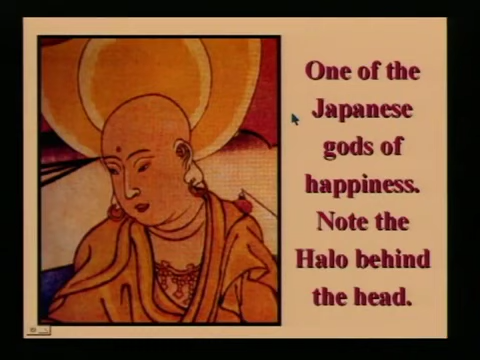 One of the
Japanese
gods of
happiness.
Note the
Halo behind
the head.